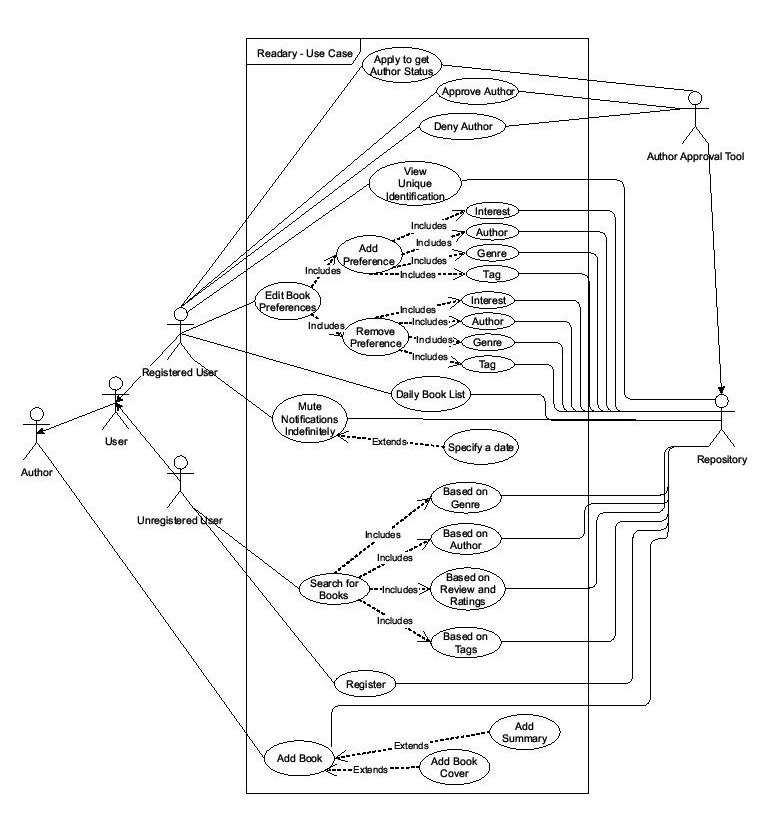 Readary - Use Case
Apply to get
Author Status
Approve Author
Deny Author
Author Approval Tool
View
Unique
Identification
Interest
Includes
Author
Includes
Add
Preference
Genre
Includes
Includes
Tag
Includes
Edit Book
Preferences
Interest
Includes
Author
Includes
Includes
Remove
Preference
Genre
Includes
Includes
Tag
Registered User
Daily Book List
Mute
Notifications
Indefinitely
Extends
Specify a date
User
Author
Repository
Unregistered User
Based on
Genre
Includes
Based on
Author
Includes
Search for
Books
Includes
Based on
Review and
Ratings
Includes
Based on
Tags
Register
Add
Summary
Extends
Add Book
Extends
Add Book
Cover